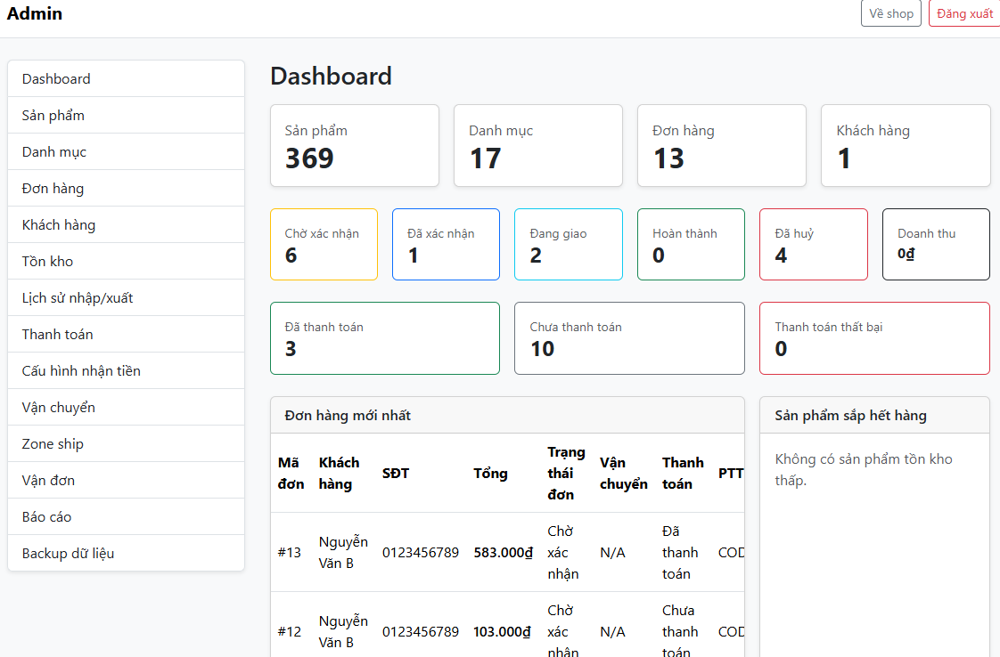 Admin
Về shop
Đăng xuất
Dashboard
Sản phẩm
Danh mục
Đơn hàng
Khách hàng
Tồn kho
Lịch sử nhập/xuất
Thanh toán
Cấu hình nhận tiền
Vận chuyển
Zone ship
Vận đơn
Báo cáo
Backup dữ liệu
Dashboard
Sản phẩm
369
Danh mục
17
Đơn hàng
13
Khách hàng
1
Chờ xác nhận
6
Đã xác nhận
1
Đang giao
2
Hoàn thành
0
Đã huỷ
4
Doanh thu
0₫
Đã thanh toán
3
Chưa thanh toán
10
Thanh toán thất bại
0
Đơn hàng mới nhất
Mã
đơn
Khách
hàng
SĐT
Tổng
Trạng
thái
đơn
Vận
chuyển
Thanh
toán
PTT
#13
Nguyễn
Văn B
0123456789
583.000₫
Chờ
xác
nhận
N/A
Đã
thanh
toán
COD
#12
Nguyễn
Văn B
0123456789
103.000₫
Chờ
xác
nhận
N/A
Chưa
thanh
toán
COD
Sản phẩm sắp hết hàng
Không có sản phẩm tồn kho
thấp.